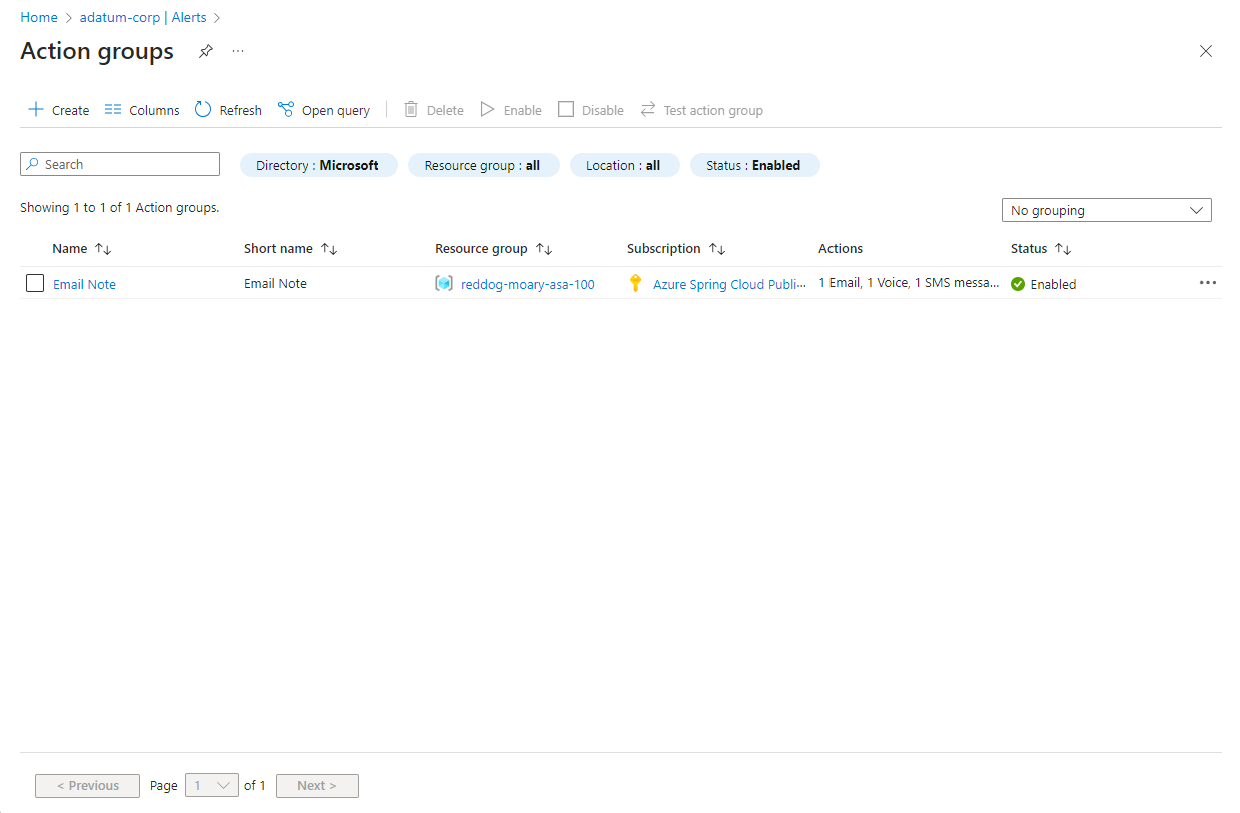 Home > adatum-corp | Alerts >
Action groups ...
Create Columns Refresh Open query Delete Enable Disable Test action group
Search Directory : Microsoft Resource group : all Location : all Status : Enabled
Showing 1 to 1 of 1 Action groups.
No grouping
Name ↑↓ Short name ↑↓ Resource group ↑↓ Subscription ↑↓ Actions Status ↑↓
Email Note Email Note reddog-moary-asa-100 Azure Spring Cloud Publi... 1 Email, 1 Voice, 1 SMS messa... Enabled ...
< Previous Page 1 of 1 Next >